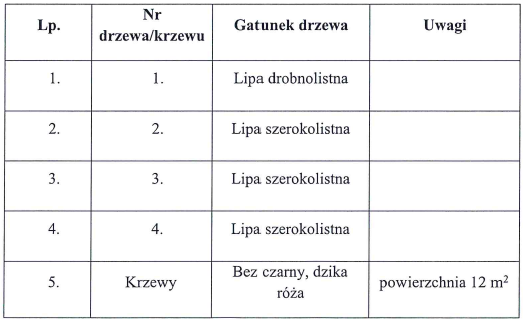 Lp. Nr drzewa/krzewu Gatunek drzewa Uwagi
1. 1. Lipa drobnolistna
2. 2. Lipa szerokolistna
3. 3. Lipa szerokolistna
4. 4. Lipa szerokolistna
5. Krzewy Bez czarny, dzika róża powierzchnia 12 m²